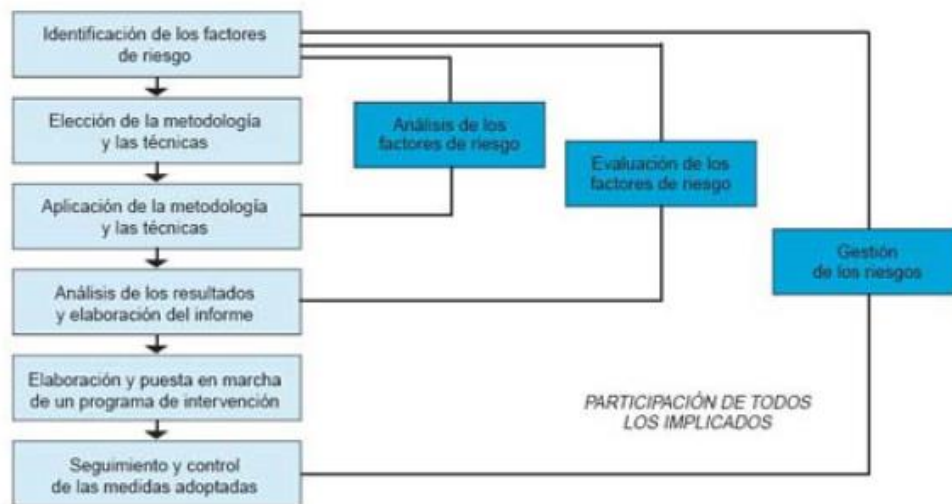 Identificación de los factores
de riesgo
Elección de la metodología
y las técnicas
Aplicación de la metodología
y las técnicas
Análisis de los resultados
y elaboración del informe
Elaboración y puesta en marcha
de un programa de intervención
Seguimiento y control
de las medidas adoptadas
Análisis de los
factores de riesgo
Evaluación de los
factores de riesgo
Gestión
de los riesgos
PARTICIPACIÓN DE TODOS
LOS IMPLICADOS